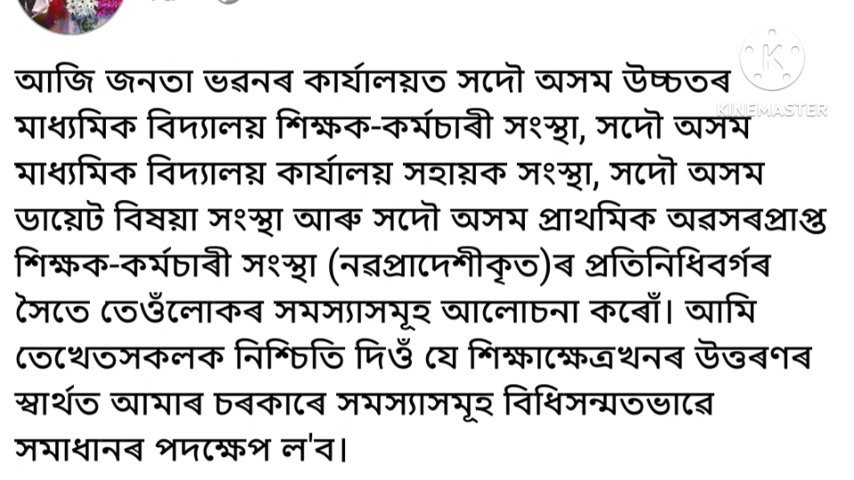 আজি জনতা ভৱনৰ কাৰ্যালয়ত সদৌ অসম উচ্চতৰ
মাধ্যমিক বিদ্যালয় শিক্ষক-কৰ্মচাৰী সংস্থা, সদৌ অসম
মাধ্যমিক বিদ্যালয় কাৰ্যালয় সহায়ক সংস্থা, সদৌ অসম
ডায়েট বিষয়া সংস্থা আৰু সদৌ অসম প্ৰাথমিক অৱসৰপ্ৰাপ্ত
শিক্ষক-কৰ্মচাৰী সংস্থা (নৱপ্ৰাদেশীকৃত)ৰ প্ৰতিনিধিবৰ্গৰ
সৈতে তেওঁলোকৰ সমস্যাসমূহ আলোচনা কৰোঁ। আমি
তেখেতসকলক নিশ্চিতি দিওঁ যে শিক্ষাক্ষেত্ৰখনৰ উত্তৰণৰ
স্বাৰ্থত আমাৰ চৰকাৰে সমস্যাসমূহ বিধিসন্মতভাৱে
সমাধানৰ পদক্ষেপ ল'ব।
KINEMASTER